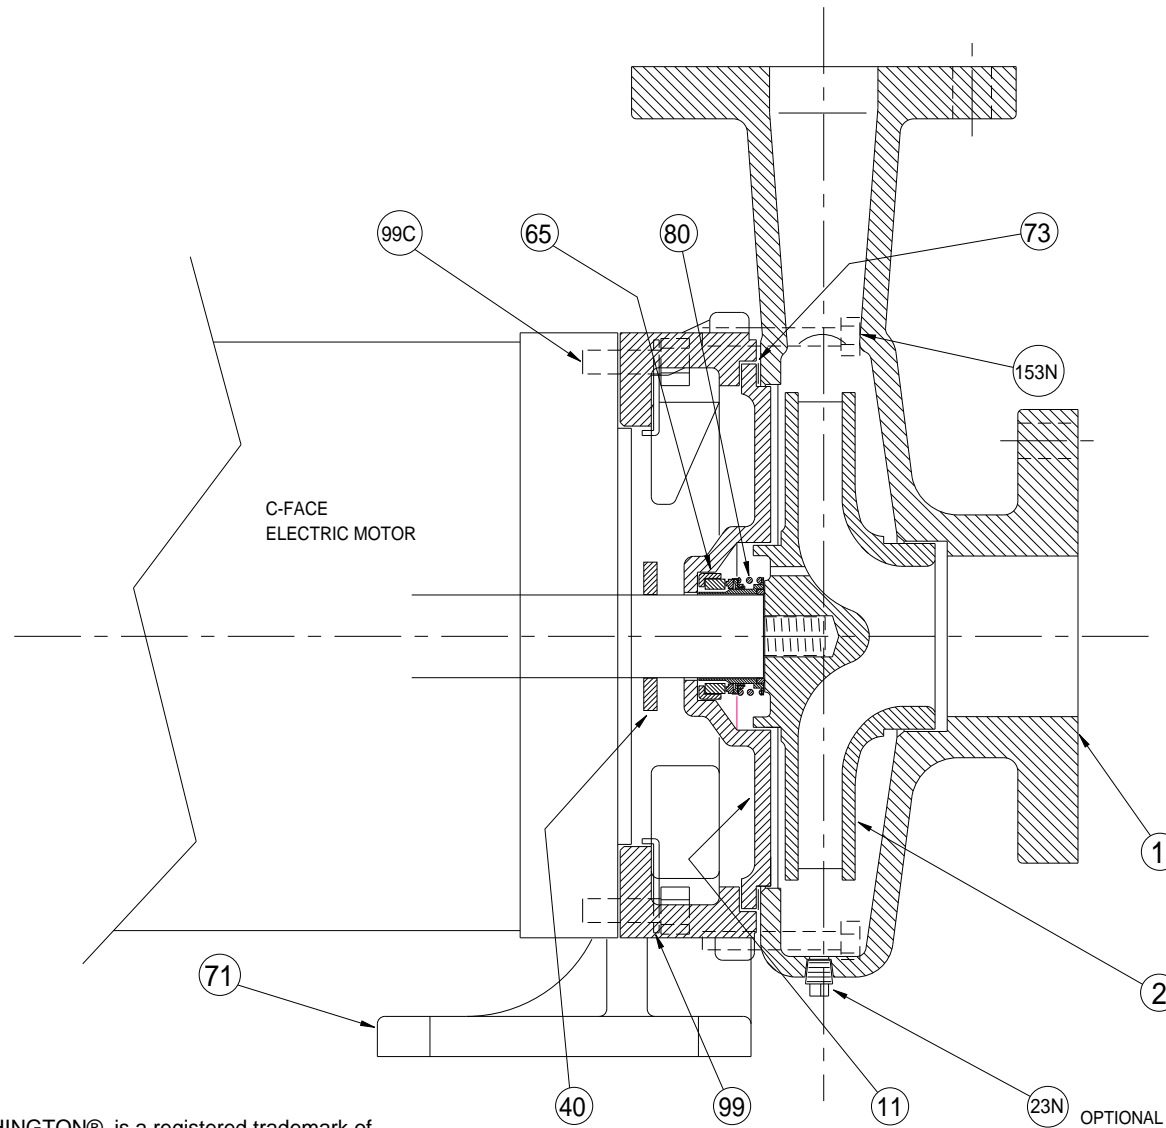 99C
65
80
73
153N
C-FACE
ELECTRIC MOTOR
1
2
71
40
99
11
23N OPTIONAL
is a registered trademark of